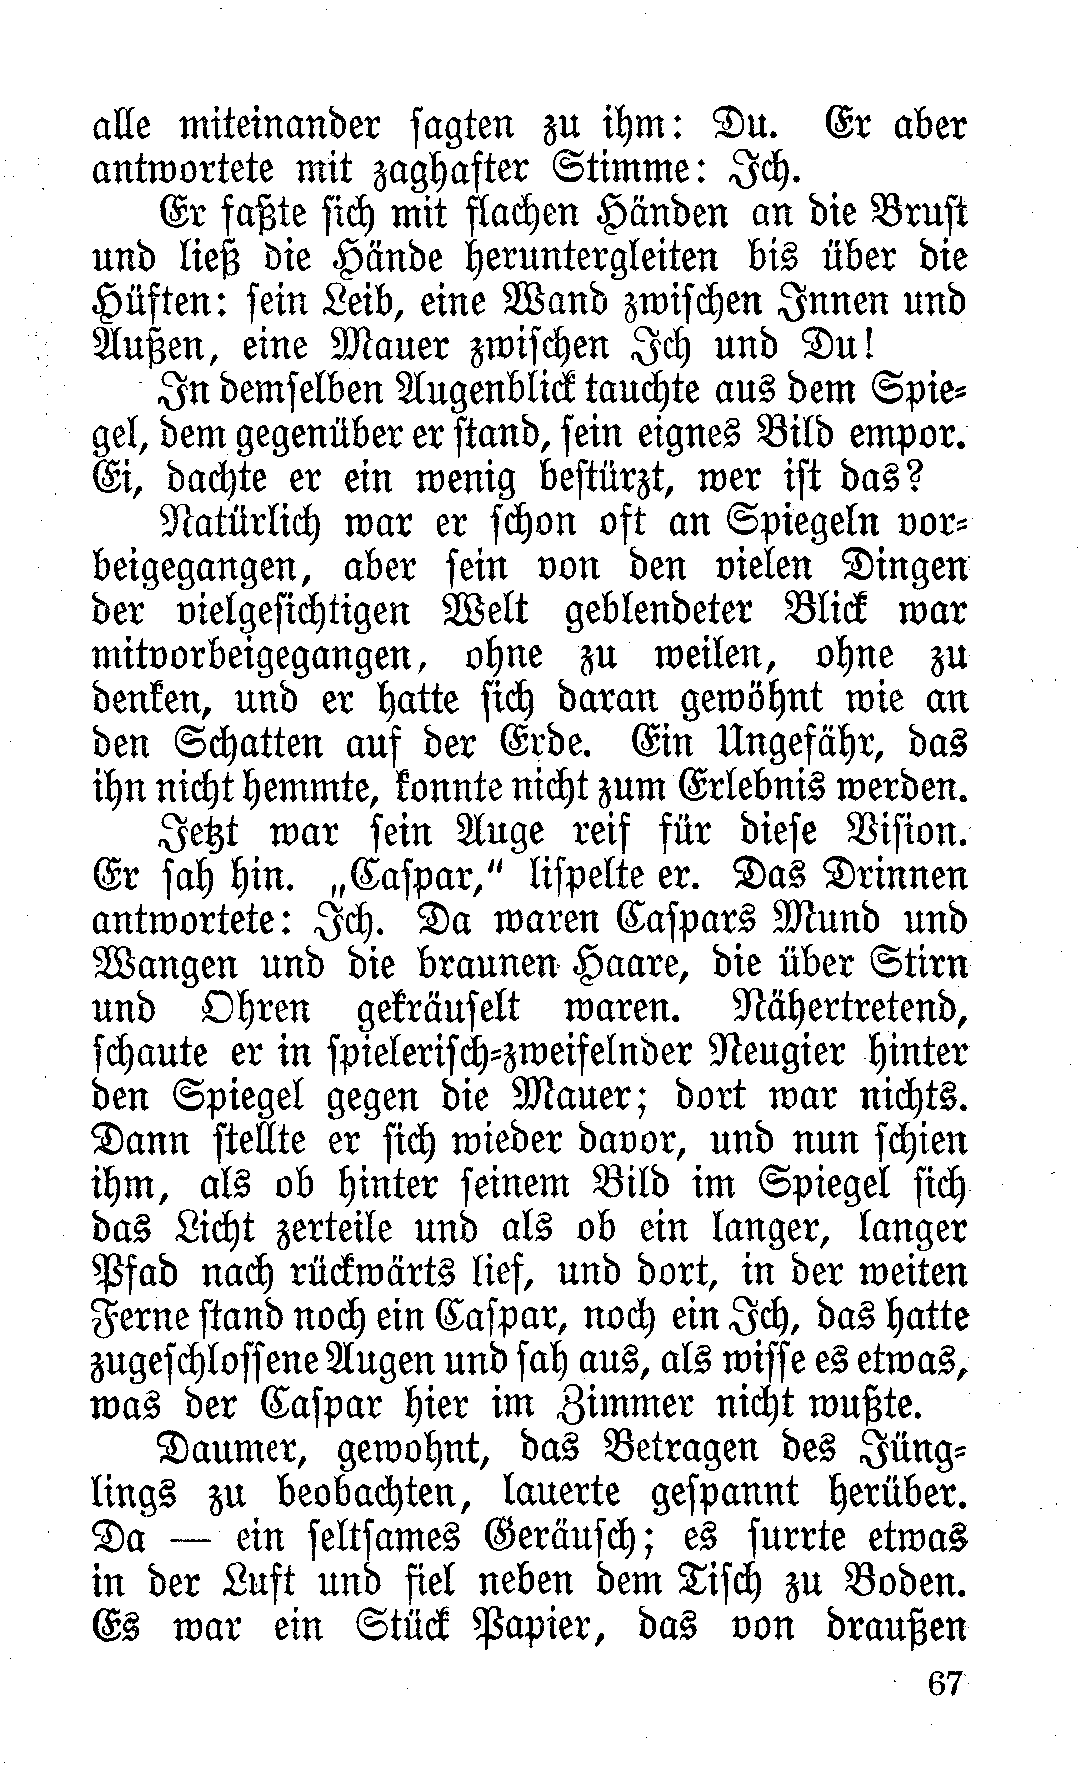 alle miteinander sagten zu ihm: Du. Er aber
antwortete mit zaghafter Stimme: Ich.
Er faßte sich mit flachen Händen an die Brust
und ließ die Hände heruntergleiten bis über die
Hüften: sein Leib, eine Wand zwischen Innen und
Außen, eine Mauer zwischen Ich und Du!
In demselben Augenblick tauchte aus dem Spie-
gel, dem gegenüber er stand, sein eignes Bild empor.
Ei, dachte er ein wenig bestürzt, wer ist das?
Natürlich war er schon oft an Spiegeln vor-
beigegangen, aber sein von den vielen Dingen
der vielgesichtigen Welt geblendeter Blick war
mitvorbeigegangen, ohne zu weilen, ohne zu
denken, und er hatte sich daran gewöhnt wie an
den Schatten auf der Erde. Ein Ungefähr, das
ihn nicht hemmte, konnte nicht zum Erlebnis werden.
Jetzt war sein Auge reif für diese Vision.
Er sah hin. „Caspar,“ lispelte er. Das Drinnen
antwortete: Ich. Da waren Caspars Mund und
Wangen und die braunen Haare, die über Stirn
und Ohren gekräuselt waren. Nähertretend,
schaute er in spielerisch-zweifelnder Neugier hinter
den Spiegel gegen die Mauer; dort war nichts.
Dann stellte er sich wieder davor, und nun schien
ihm, als ob hinter seinem Bild im Spiegel sich
das Licht zerteile und als ob ein langer, langer
Pfad nach rückwärts lief, und dort, in der weiten
Ferne stand noch ein Caspar, noch ein Ich, das hatte
zugeschlossene Augen und sah aus, als wisse es etwas,
was der Caspar hier im Zimmer nicht wußte.
Daumer, gewohnt, das Betragen des Jüng-
lings zu beobachten, lauerte gespannt herüber.
Da — ein seltsames Geräusch; es surrte etwas
in der Luft und fiel neben dem Tisch zu Boden.
Es war ein Stück Papier, das von draußen
67